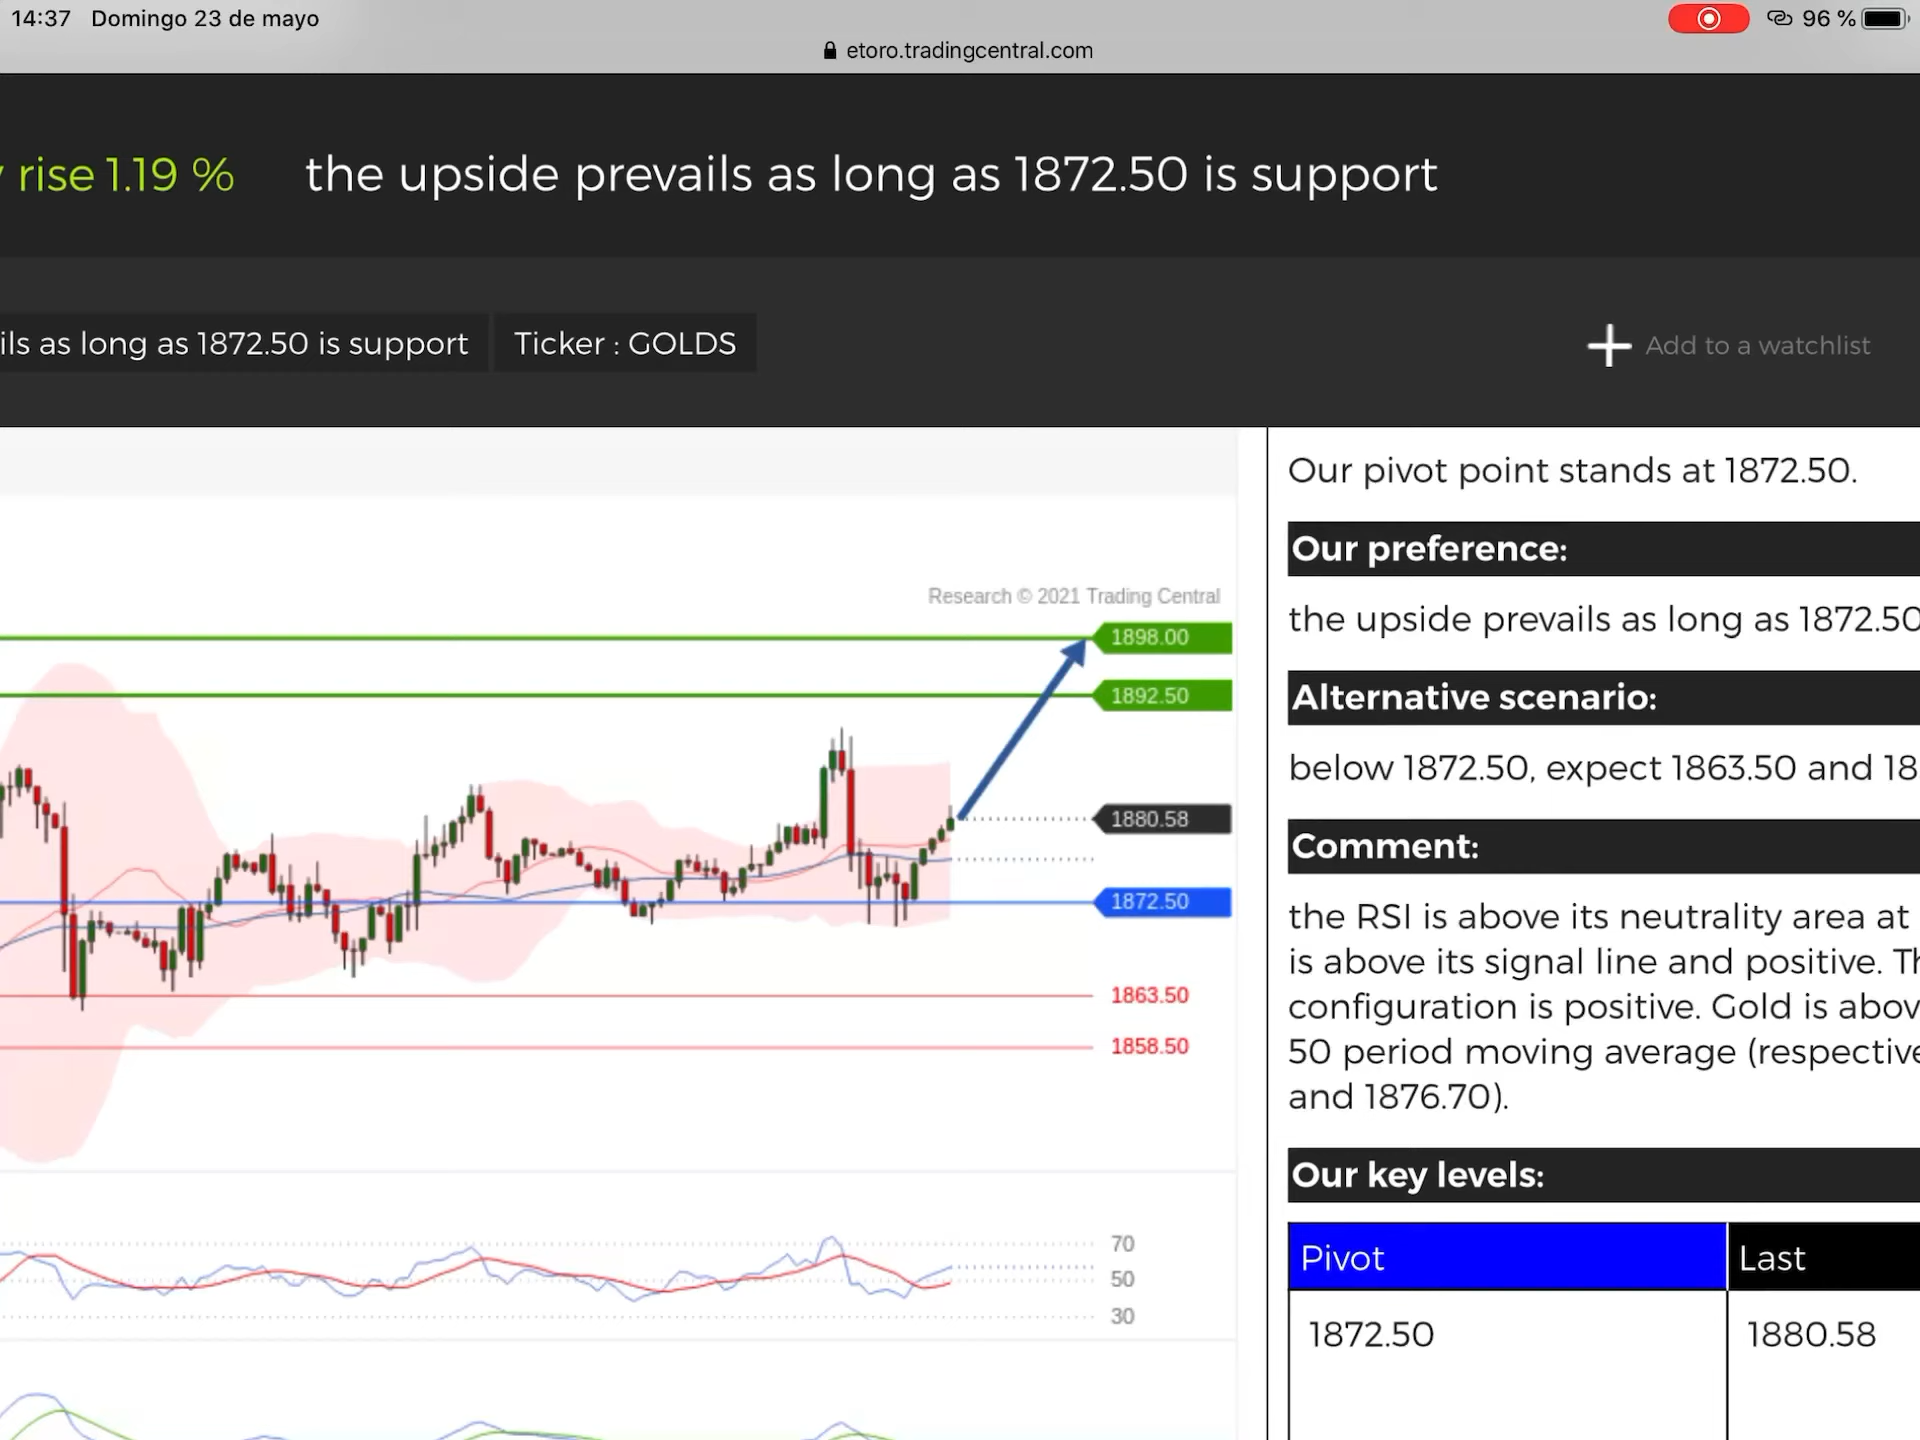 14:37 Domingo 23 de mayo
96 %
etoro.tradingcentral.com
rise 1.19 % the upside prevails as long as 1872.50 is support
ils as long as 1872.50 is support Ticker : GOLDS
Add to a watchlist
Our pivot point stands at 1872.50.
Our preference:
the upside prevails as long as 1872.50
Alternative scenario:
below 1872.50, expect 1863.50 and 18
Comment:
the RSI is above its neutrality area at
is above its signal line and positive. Th
configuration is positive. Gold is abov
50 period moving average (respective
and 1876.70).
Our key levels:
Pivot Last
1872.50 1880.58
Research © 2021 Trading Central
1898.00
1892.50
1880.58
1872.50
1863.50
1858.50
70
50
30